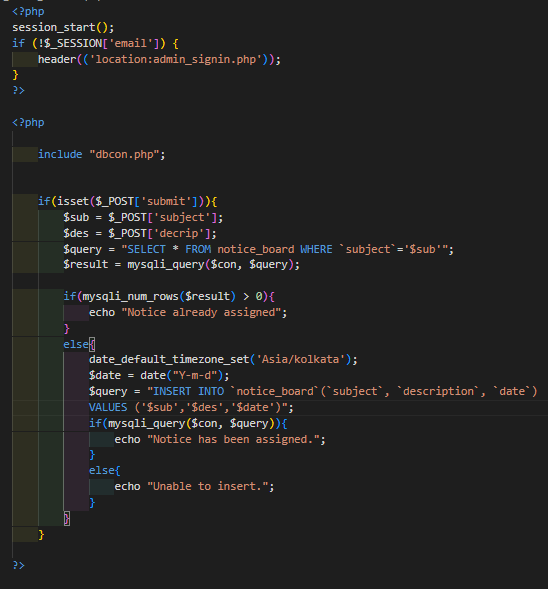 <?php
session_start();
if (!$_SESSION['email']) {
    header(('location:admin_signin.php'));
}
?>
<?php
    include "dbcon.php";
    if(isset($_POST['submit'])){
        $sub = $_POST['subject'];
        $des = $_POST['decrip'];
        $query = "SELECT * FROM notice_board WHERE `subject`='$sub'";
        $result = mysqli_query($con, $query);
        if(mysqli_num_rows($result) > 0){
            echo "Notice already assigned";
        }
        else{
            date_default_timezone_set('Asia/kolkata');
            $date = date("Y-m-d");
            $query = "INSERT INTO `notice_board`(`subject`, `description`, `date`)
            VALUES ('$sub','$des','$date')";
            if(mysqli_query($con, $query)){
                echo "Notice has been assigned.";
            }
            else{
                echo "Unable to insert.";
            }
        }
    }
?>